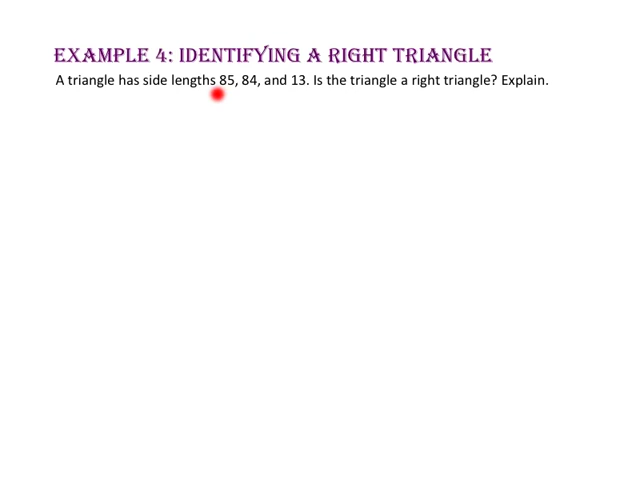 Example 4: Identifying a Right Triangle
A triangle has side lengths 85, 84, and 13. Is the triangle a right triangle? Explain.